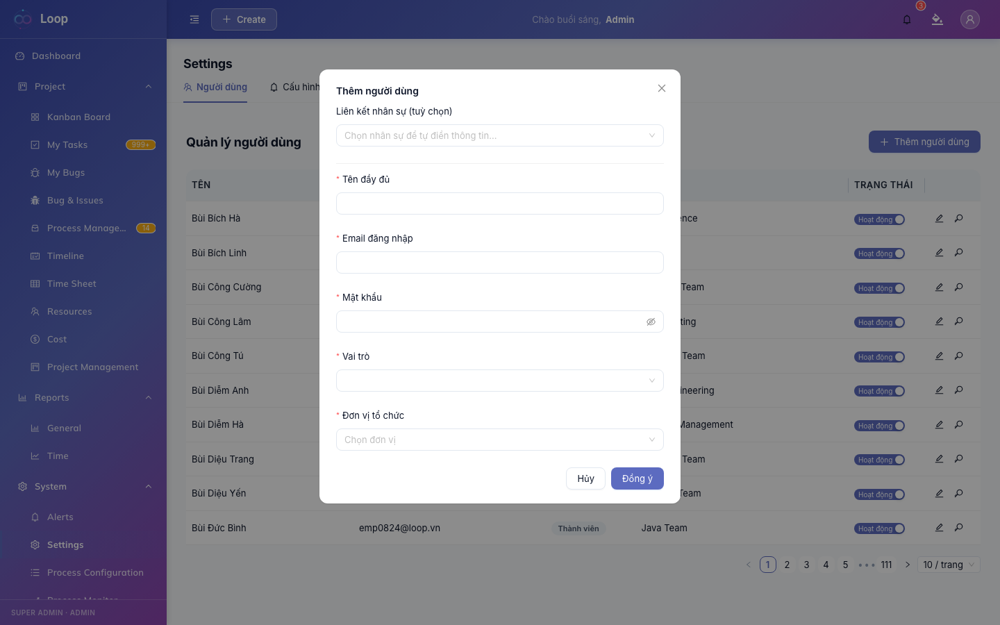 Loop
Create
Chào buổi sáng, Admin
3
Dashboard
Project
Kanban Board
My Tasks
999+
My Bugs
Bug & Issues
Process Manage...
14
Timeline
Time Sheet
Resources
Cost
Project Management
Reports
General
Time
System
Alerts
Settings
Process Configuration
SUPER ADMIN · ADMIN
Settings
Người dùng
Cấu hình
Quản lý người dùng
Thêm người dùng
TÊN
TRẠNG THÁI
Bùi Bích Hà
Hoạt động
Bùi Bích Linh
Hoạt động
Bùi Công Cường
Team
Hoạt động
Bùi Công Lâm
Hoạt động
Bùi Công Tú
Team
Hoạt động
Bùi Diễm Anh
Hoạt động
Bùi Diễm Hà
Management
Hoạt động
Bùi Diệu Trang
Team
Hoạt động
Bùi Diệu Yến
Team
Hoạt động
Bùi Đức Bình
emp0824@loop.vn
Thành viên
Java Team
Hoạt động
1 2 3 4 5 ••• 111
10 / trang
Thêm người dùng
Liên kết nhân sự (tuỳ chọn)
Chọn nhân sự để tự điền thông tin...
* Tên đầy đủ
* Email đăng nhập
* Mật khẩu
* Vai trò
* Đơn vị tổ chức
Chọn đơn vị
Hủy
Đồng ý